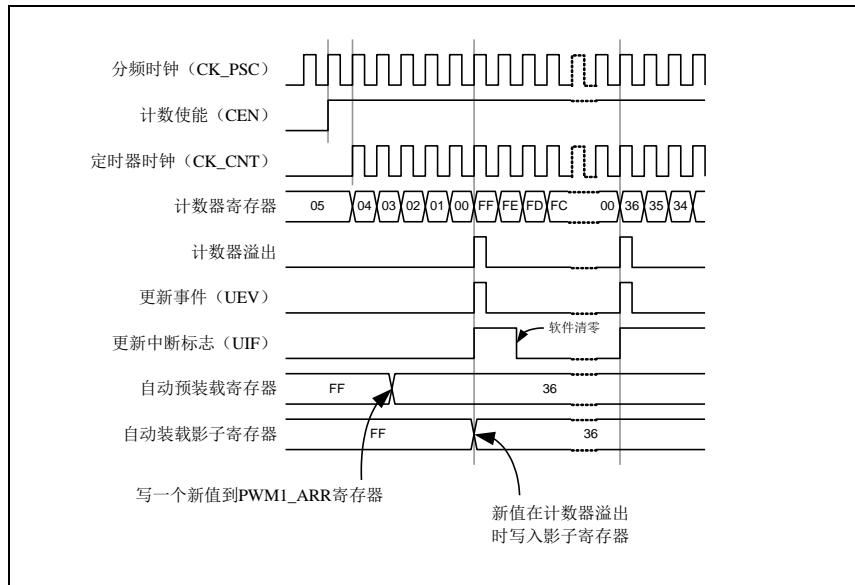 分频时钟（CK_PSC）
计数使能（CEN）
定时器时钟（CK_CNT）
计数器寄存器 05 04 03 02 01 00 FF FE FD FC 00 36 35 34
计数器溢出
更新事件（UEV）
更新中断标志（UIF） 软件清零
自动预装载寄存器 FF 36
自动装载影子寄存器 FF 36
写一个新值到PWM1_ARR寄存器
新值在计数器溢出
时写入影子寄存器